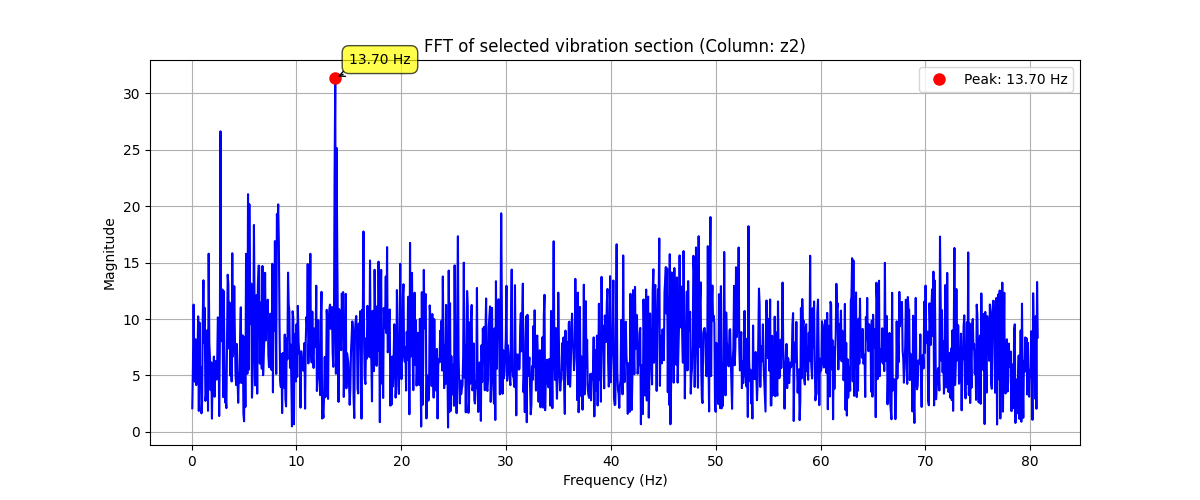 FFT of selected vibration section (Column: z2)
13.70 Hz
Peak: 13.70 Hz
Magnitude
30
25
20
15
10
5
0
0 10 20 30 40 50 60 70 80
Frequency (Hz)